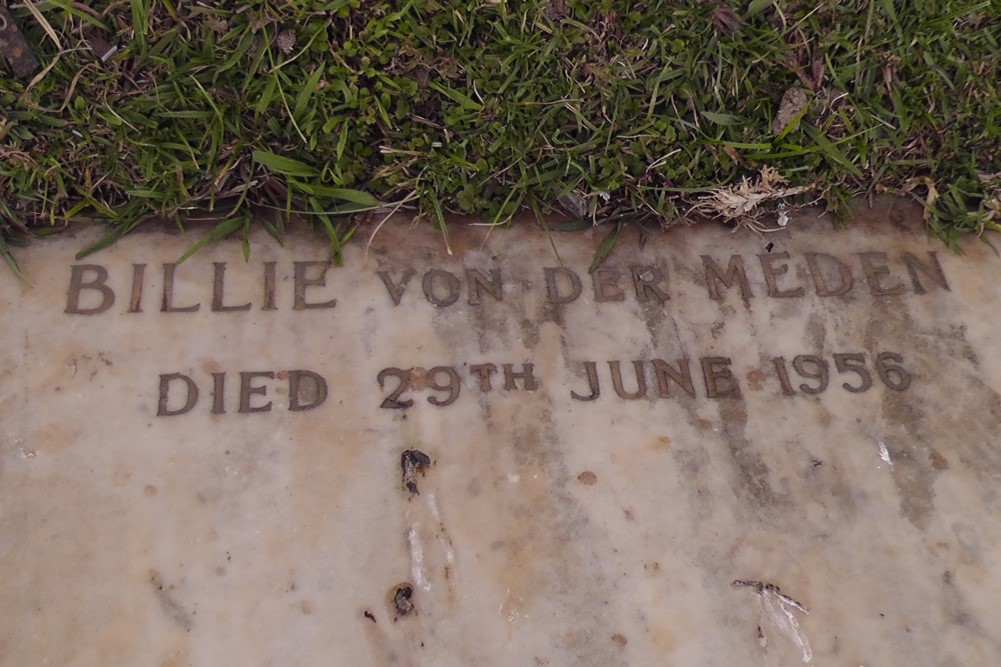 BILLIE VON DER MEDEN
DIED 29TH JUNE 1956